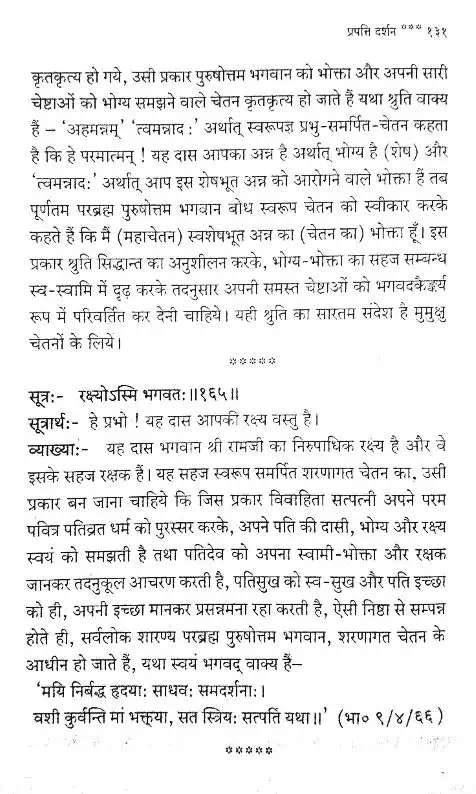 प्रपत्ति दर्शन *** १३१
कृतकृत्य हो गये, उसी प्रकार पुरुषोत्तम भगवान को भोक्ता और अपनी सारी
चेष्टाओं को भोग्य समझने वाले चेतन कृतकृत्य हो जाते हैं यथा श्रुति वाक्य
हैं – ‘अहमन्नम्’ ‘त्वमन्नाद :’ अर्थात् स्वरूपज्ञ प्रभु-समर्पित-चेतन कहता
है कि हे परमात्मन् ! यह दास आपका अन्न है अर्थात् भोग्य है (शेष) और
‘त्वमन्नाद:’ अर्थात् आप इस शेषभूत अन्न को आरोगने वाले भोक्ता हैं तब
पूर्णतम परब्रह्म पुरुषोत्तम भगवान बोध स्वरूप चेतन को स्वीकार करके
कहते हैं कि मैं (महाचेतन) स्वशेषभूत अन्न का (चेतन का) भोक्ता हूँ। इस
प्रकार श्रुति सिद्धान्त का अनुशीलन करके, भोग्य-भोक्ता का सहज सम्बन्ध
स्व-स्वामि में दृढ़ करके तदनुसार अपनी समस्त चेष्टाओं को भगवदकैङ्कर्य
रूप में परिवर्तित कर देनी चाहिये। यही श्रुति का सारतम संदेश है मुमुक्षु
चेतनों के लिये।
*****
सूत्र:- रक्ष्योऽस्मि भगवत:॥१६५॥
सूत्रार्थ:- हे प्रभो ! यह दास आपकी रक्ष्य वस्तु है।
व्याख्या:- यह दास भगवान श्री रामजी का निरुपाधिक रक्ष्य है और वे
इसके सहज रक्षक हैं। यह सहज स्वरूप समर्पित शरणागत चेतन का, उसी
प्रकार बन जाना चाहिये कि जिस प्रकार विवाहिता सत्पत्नी अपने परम
पवित्र पतिव्रत धर्म को पुरस्सर करके, अपने पति की दासी, भोग्य और रक्ष्य
स्वयं को समझती है तथा पतिदेव को अपना स्वामी-भोक्ता और रक्षक
जानकर तदनुकूल आचरण करती है, पतिसुख को स्व-सुख और पति इच्छा
को ही, अपनी इच्छा मानकर प्रसन्नमना रहा करती है, ऐसी निष्ठा से सम्पन्न
होते ही, सर्वलोक शारण्य परब्रह्म पुरुषोत्तम भगवान, शरणागत चेतन के
आधीन हो जाते हैं, यथा स्वयं भगवद् वाक्य हैं–
‘मयि निर्बद्ध हृदया: साधव: समदर्शना:।
वशी कुर्वन्ति मां भक्त्या, सत स्त्रिय: सत्पतिं यथा॥’ (भा० ९/४/६६)
*****